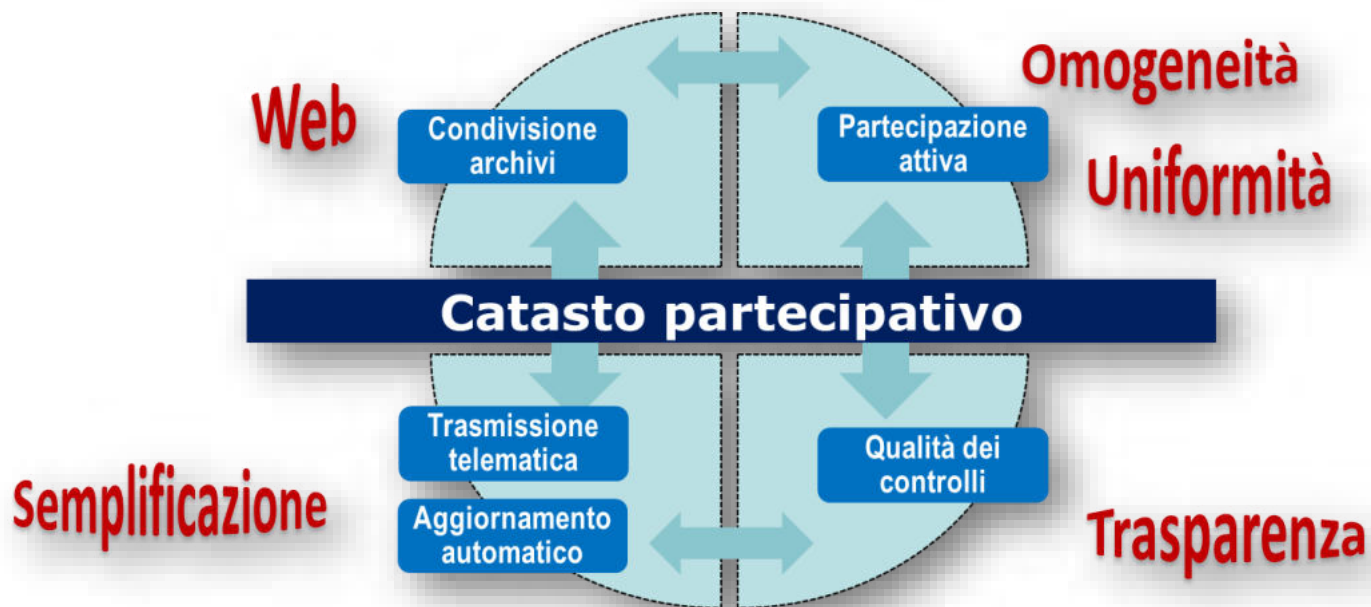 Web
Condivisione
archivi
Partecipazione
attiva
Omogeneità
Uniformità
Catasto partecipativo
Semplificazione
Trasmissione
telematica
Aggiornamento
automatico
Qualità dei
controlli
Trasparenza